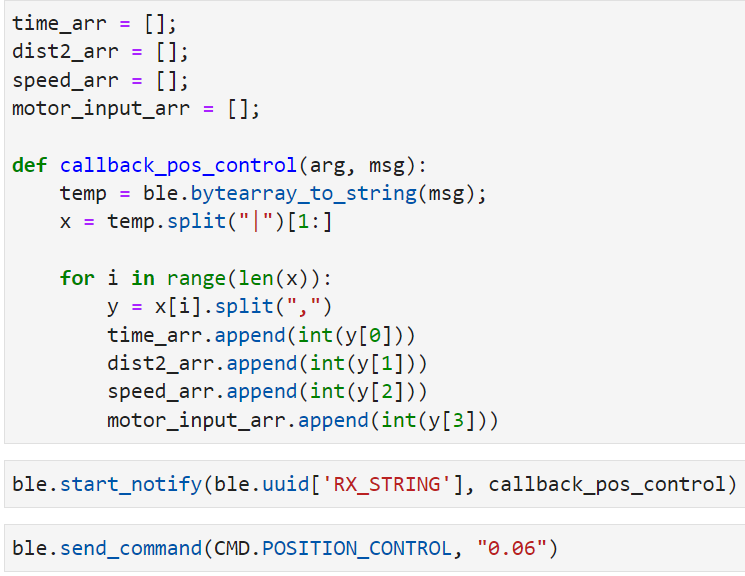 time_arr = [];
dist2_arr = [];
speed_arr = [];
motor_input_arr = [];
def callback_pos_control(arg, msg):
    temp = ble.bytearray_to_string(msg);
    x = temp.split("|")[1:]
    for i in range(len(x)):
        y = x[i].split(",")
        time_arr.append(int(y[0]))
        dist2_arr.append(int(y[1]))
        speed_arr.append(int(y[2]))
        motor_input_arr.append(int(y[3]))
ble.start_notify(ble.uuid['RX_STRING'], callback_pos_control)
ble.send_command(CMD.POSITION_CONTROL, "0.06")